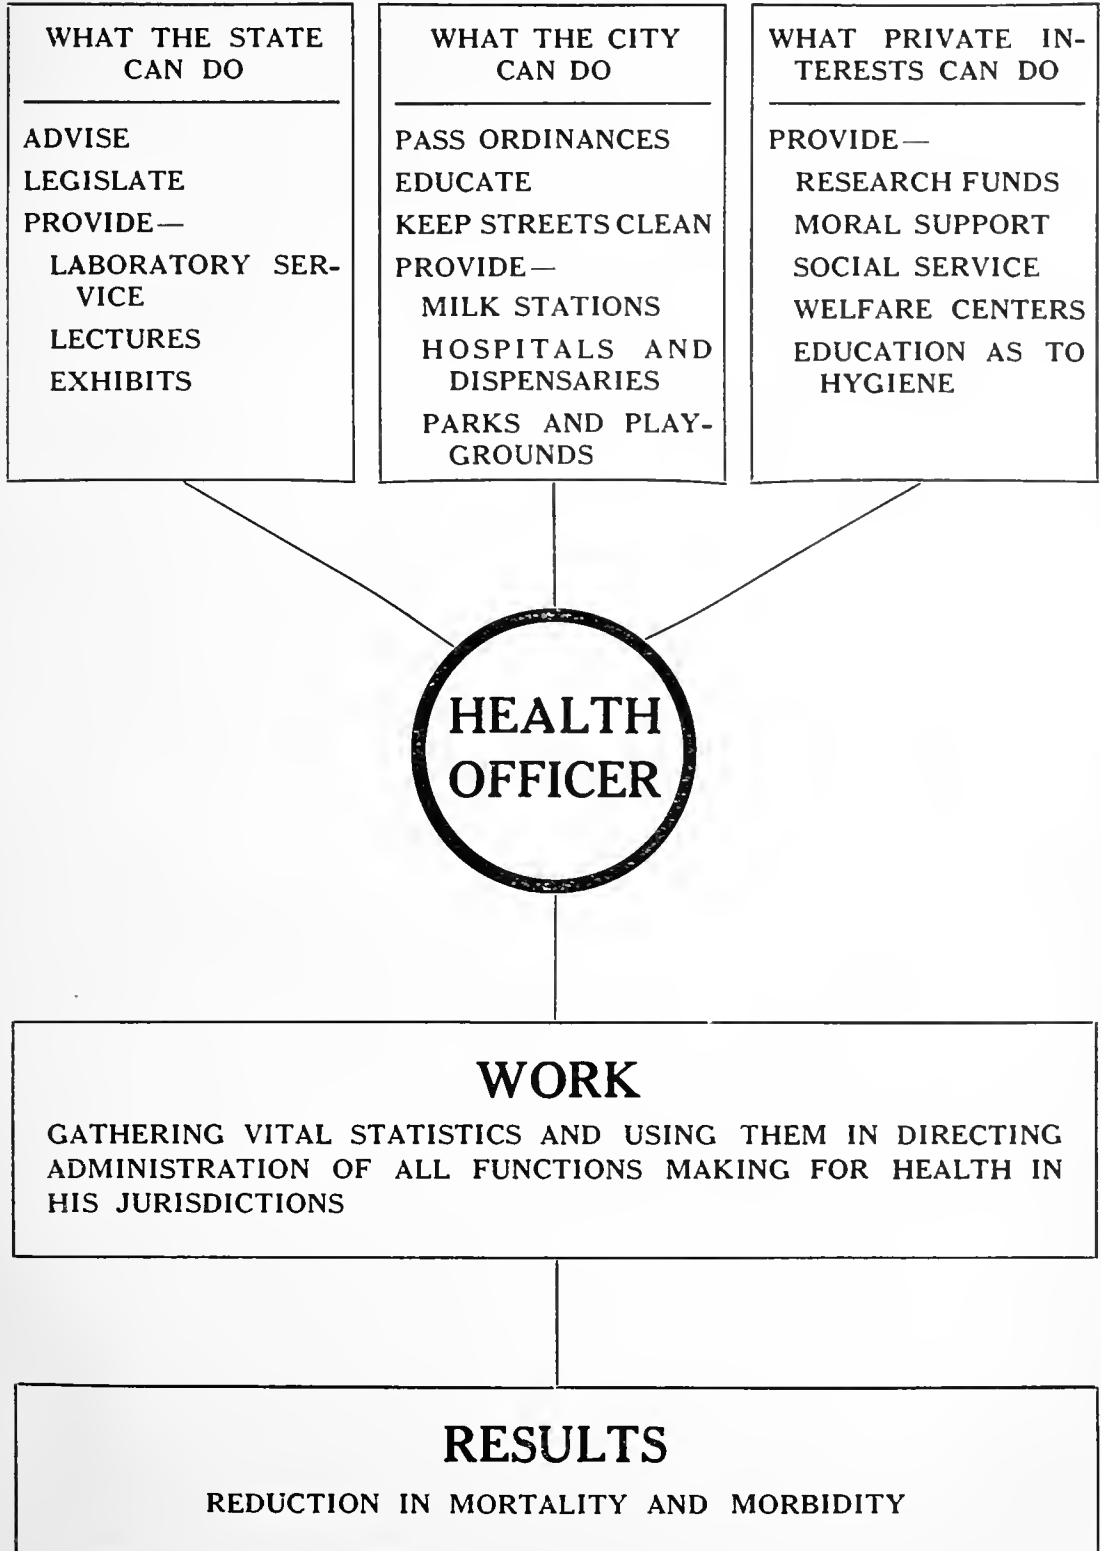 WHAT THE STATE
CAN DO
ADVISE
LEGISLATE
PROVIDE—
LABORATORY SER-
VICE
LECTURES
EXHIBITS
WHAT THE CITY
CAN DO
PASS ORDINANCES
EDUCATE
KEEP STREETS CLEAN
PROVIDE—
MILK STATIONS
HOSPITALS AND
DISPENSARIES
PARKS AND PLAY-
GROUNDS
WHAT PRIVATE IN-
TERESTS CAN DO
PROVIDE—
RESEARCH FUNDS
MORAL SUPPORT
SOCIAL SERVICE
WELFARE CENTERS
EDUCATION AS TO
HYGIENE
HEALTH
OFFICER
WORK
GATHERING VITAL STATISTICS AND USING THEM IN DIRECTING
ADMINISTRATION OF ALL FUNCTIONS MAKING FOR HEALTH IN
HIS JURISDICTIONS
RESULTS
REDUCTION IN MORTALITY AND MORBIDITY